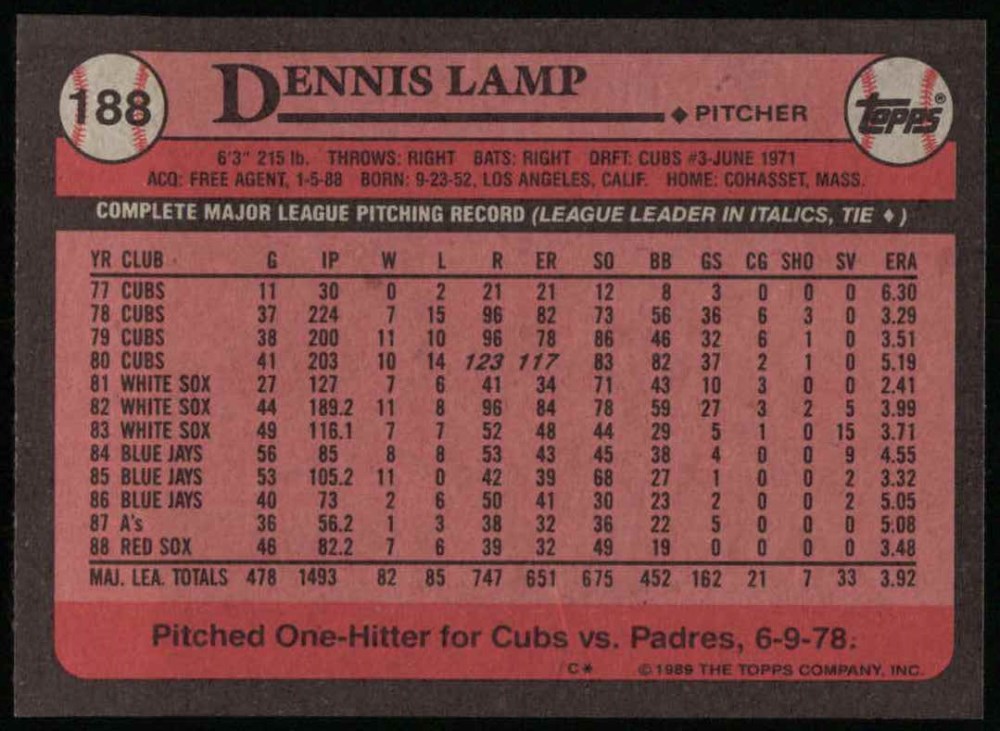 188
DENNIS LAMP
♦ PITCHER
TOPPS®
6'3" 215 lb. THROWS: RIGHT BATS: RIGHT DRFT: CUBS #3-JUNE 1971
ACQ: FREE AGENT, 1-5-88 BORN: 9-23-52, LOS ANGELES, CALIF. HOME: COHASSET, MASS.
COMPLETE MAJOR LEAGUE PITCHING RECORD (LEAGUE LEADER IN ITALICS, TIE ♦)
YR CLUB G IP W L R ER SO BB GS CG SHO SV ERA
77 CUBS 11 30 0 2 21 21 12 8 3 0 0 0 6.30
78 CUBS 37 224 7 15 96 82 73 56 36 6 3 0 3.29
79 CUBS 38 200 11 10 96 78 86 46 32 6 1 0 3.51
80 CUBS 41 203 10 14 123 117 83 82 37 2 1 0 5.19
81 WHITE SOX 27 127 7 6 41 34 71 43 10 3 0 0 2.41
82 WHITE SOX 44 189.2 11 8 96 84 78 59 27 3 2 5 3.99
83 WHITE SOX 49 116.1 7 7 52 48 44 29 5 1 0 15 3.71
84 BLUE JAYS 56 85 8 8 53 43 45 38 4 0 0 9 4.55
85 BLUE JAYS 53 105.2 11 0 42 39 68 27 1 0 0 2 3.32
86 BLUE JAYS 40 73 2 6 50 41 30 23 2 0 0 2 5.05
87 A's 36 56.2 1 3 38 32 36 22 5 0 0 0 5.08
88 RED SOX 46 82.2 7 6 39 32 49 19 0 0 0 0 3.48
MAJ. LEA. TOTALS 478 1493 82 85 747 651 675 452 162 21 7 33 3.92
Pitched One-Hitter for Cubs vs. Padres, 6-9-78.
C* © 1989 THE TOPPS COMPANY, INC.